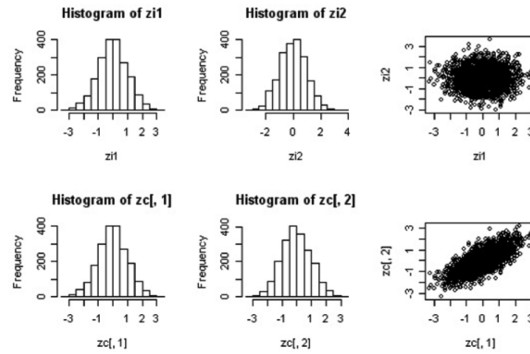 Histogram of zi1
Frequency
0 200 400
-3 -1 0 1 2 3
zi1
Histogram of zi2
Frequency
0 200 400
-2 0 2 4
zi2
zi2
-3 -1 1 3
-3 -1 0 1 2 3
zi1
Histogram of zc[, 1]
Frequency
0 200 400
-3 -1 0 1 2 3
zc[, 1]
Histogram of zc[, 2]
Frequency
0 200 400
-3 -1 0 1 2 3
zc[, 2]
zc[, 2]
-3 -1 1 3
-3 -1 0 1 2 3
zc[, 1]